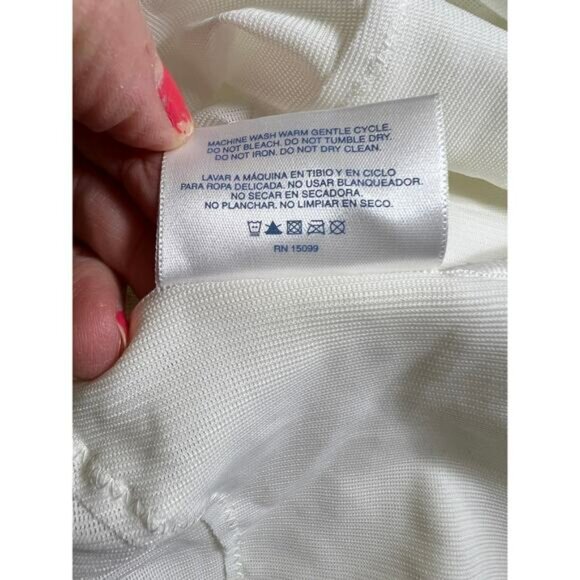 MACHINE WASH WARM GENTLE CYCLE.
DO NOT BLEACH. DO NOT TUMBLE DRY.
DO NOT IRON. DO NOT DRY CLEAN.
LAVAR A MÁQUINA EN TIBIO Y EN CICLO
PARA ROPA DELICADA. NO USAR BLANQUEADOR.
NO SECAR EN SECADORA.
NO PLANCHAR. NO LIMPIAR EN SECO.
RN 15099